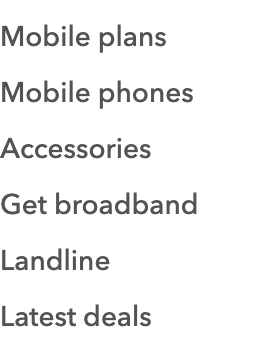 Mobile plans
Mobile phones
Accessories
Get broadband
Landline
Latest deals